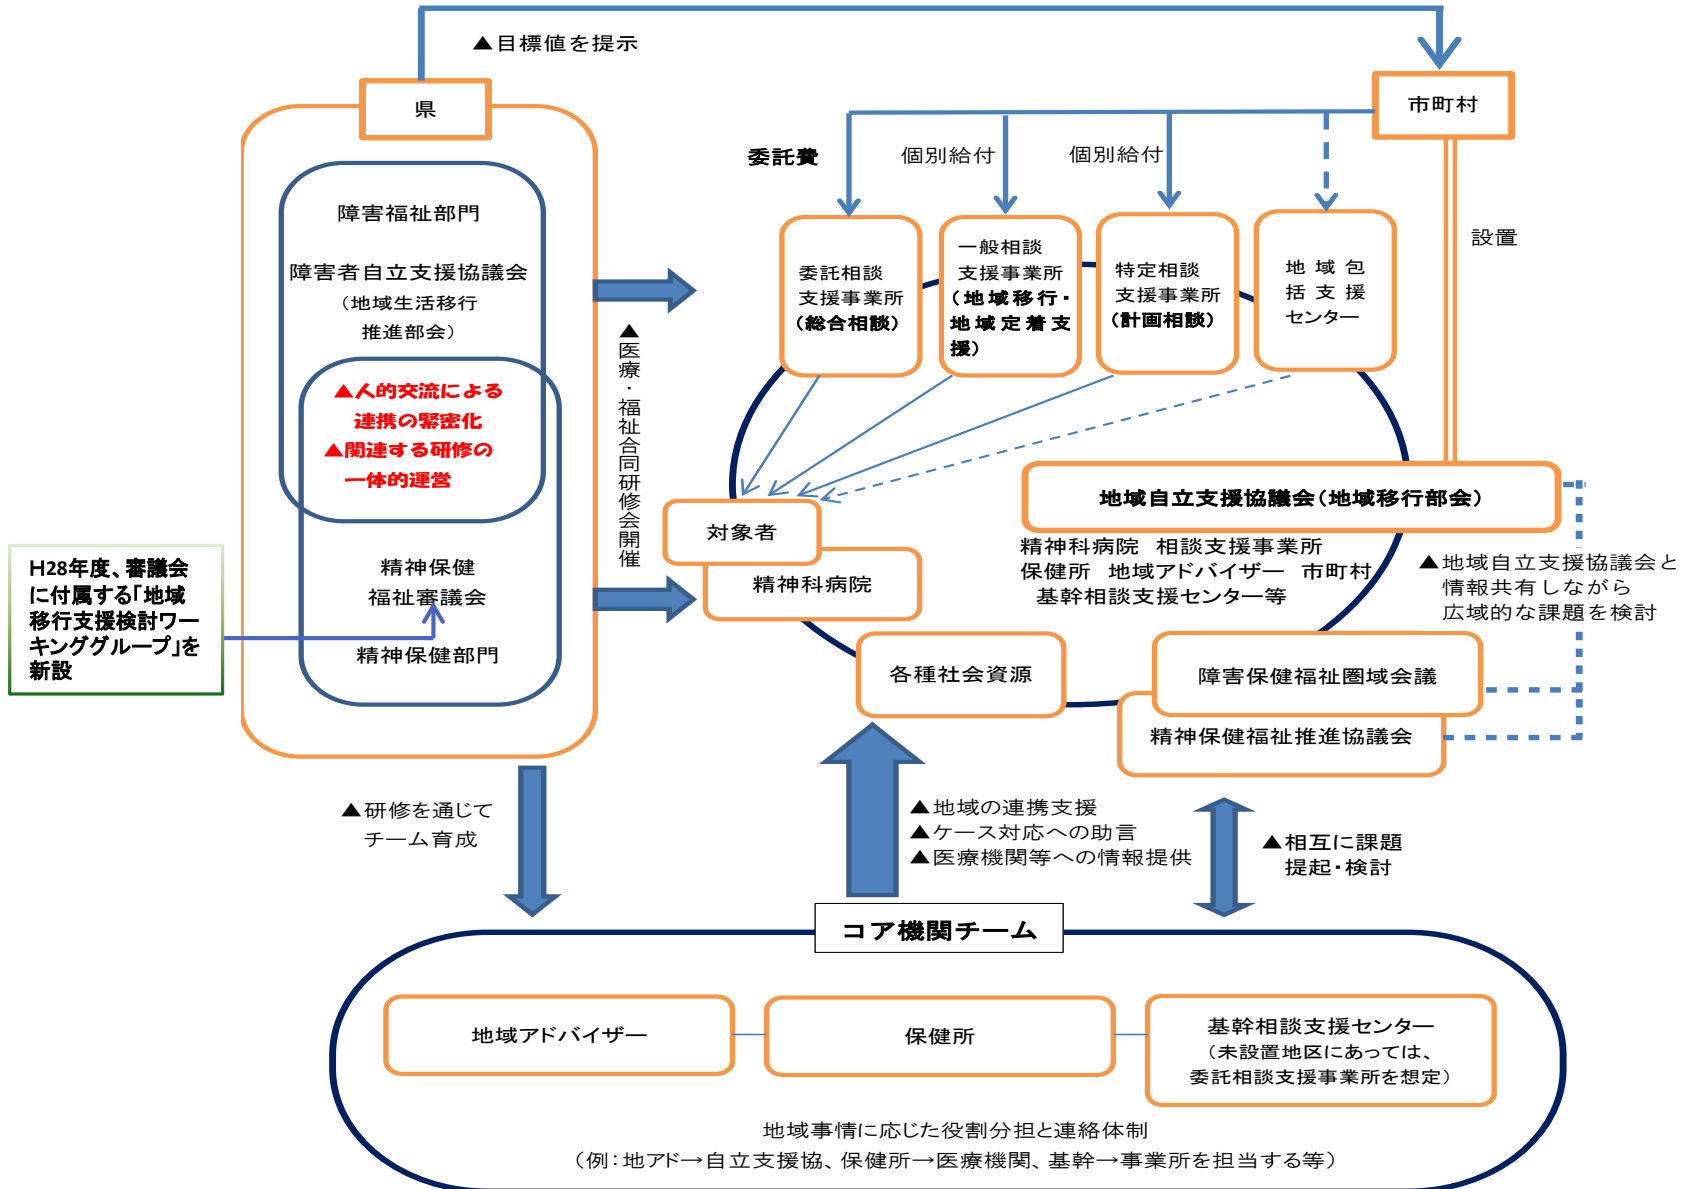 ▲目標値を提示
県
市町村
委託費
個別給付
個別給付
設置
障害福祉部門
障害者自立支援協議会
（地域生活移行
推進部会）
▲人的交流による
連携の緊密化
▲関連する研修の
一体的運営
精神保健
福祉審議会
精神保健部門
H28年度、審議会
に付属する「地域
移行支援検討ワー
キンググループ」を
新設
▲医療・福祉合同研修会開催
委託相談
支援事業所
（総合相談）
一般相談
支援事業所
（地域移行・
地域定着支
援）
特定相談
支援事業所
（計画相談）
地域包
括支援
センター
対象者
精神科病院
各種社会資源
地域自立支援協議会（地域移行部会）
精神科病院 相談支援事業所
保健所 地域アドバイザー 市町村
基幹相談支援センター等
▲地域自立支援協議会と
情報共有しながら
広域的な課題を検討
障害保健福祉圏域会議
精神保健福祉推進協議会
▲研修を通じて
チーム育成
▲地域の連携支援
▲ケース対応への助言
▲医療機関等への情報提供
▲相互に課題
提起・検討
コア機関チーム
地域アドバイザー
保健所
基幹相談支援センター
（未設置地区にあっては、
委託相談支援事業所を想定）
地域事情に応じた役割分担と連絡体制
（例：地アド→自立支援協、保健所→医療機関、基幹→事業所を担当する等）